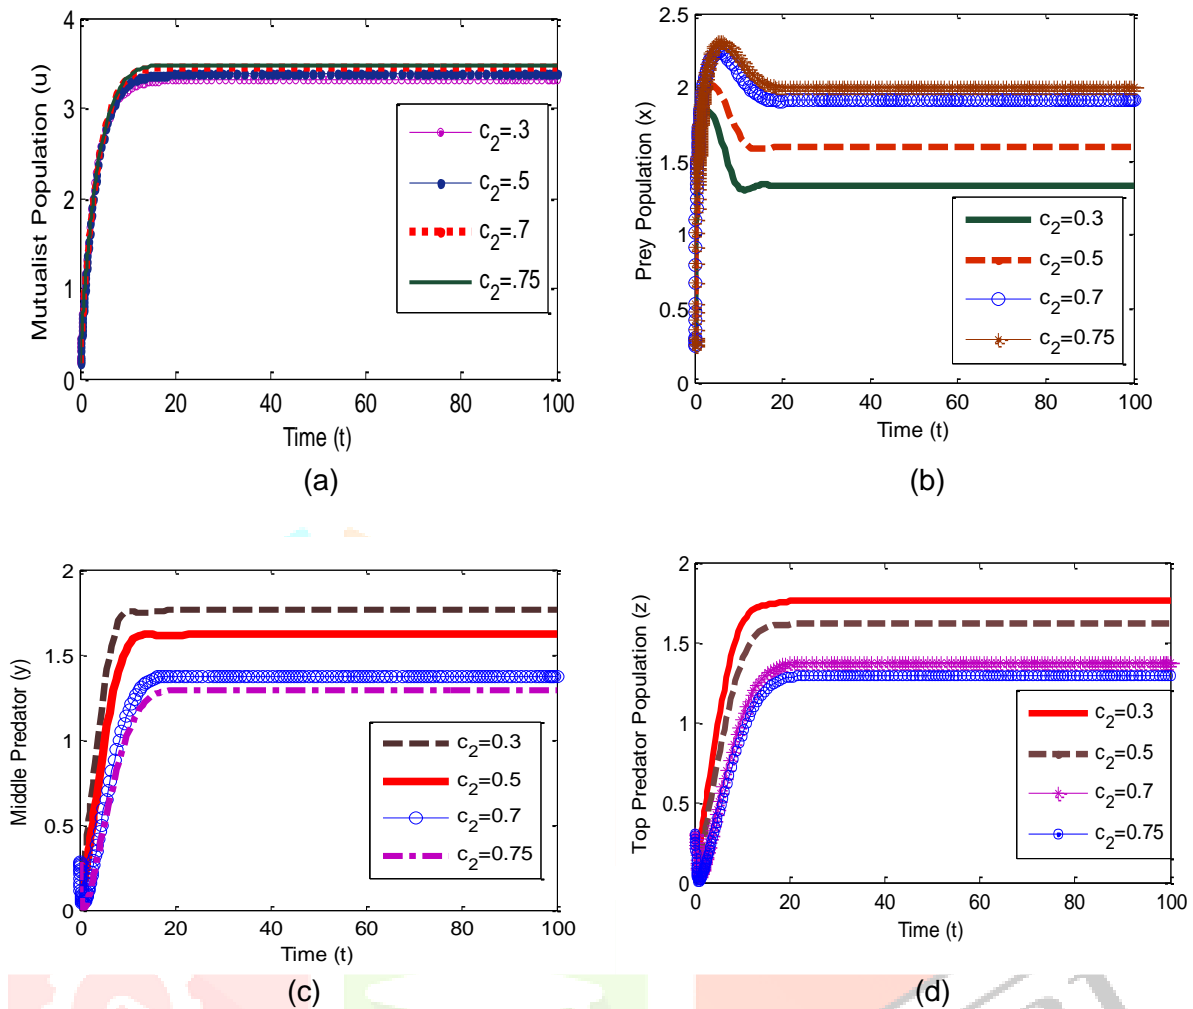 4
3
2
1
0
0 20 40 60 80 100
Mutualist Population (u)
Time (t)
c2=.3
c2=.5
c2=.7
c2=.75
(a)
2.5
2
1.5
1
0.5
0
0 20 40 60 80 100
Prey Population (x)
Time (t)
c2=0.3
c2=0.5
c2=0.7
c2=0.75
(b)
2
1.5
1
0.5
0
0 20 40 60 80 100
Middle Predator (y)
Time (t)
c2=0.3
c2=0.5
c2=0.7
c2=0.75
(c)
2
1.5
1
0.5
0
0 20 40 60 80 100
Top Predator Population (z)
Time (t)
c2=0.3
c2=0.5
c2=0.7
c2=0.75
(d)